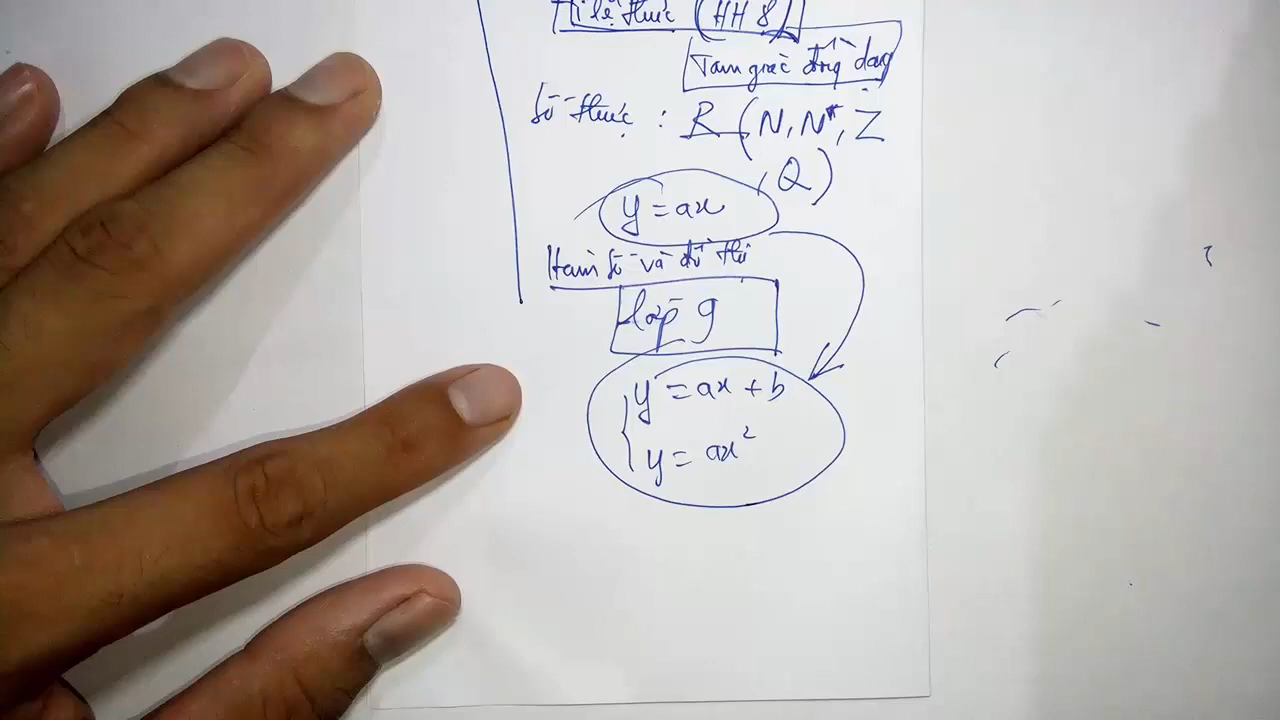 Tỉ lệ thức (HH 8)
Tam giác đồng dạng
Số thực : R (N, N*, Z
, Q)
y = ax
Hàm số và đồ thị
lớp 9
y = ax + b
y = ax²